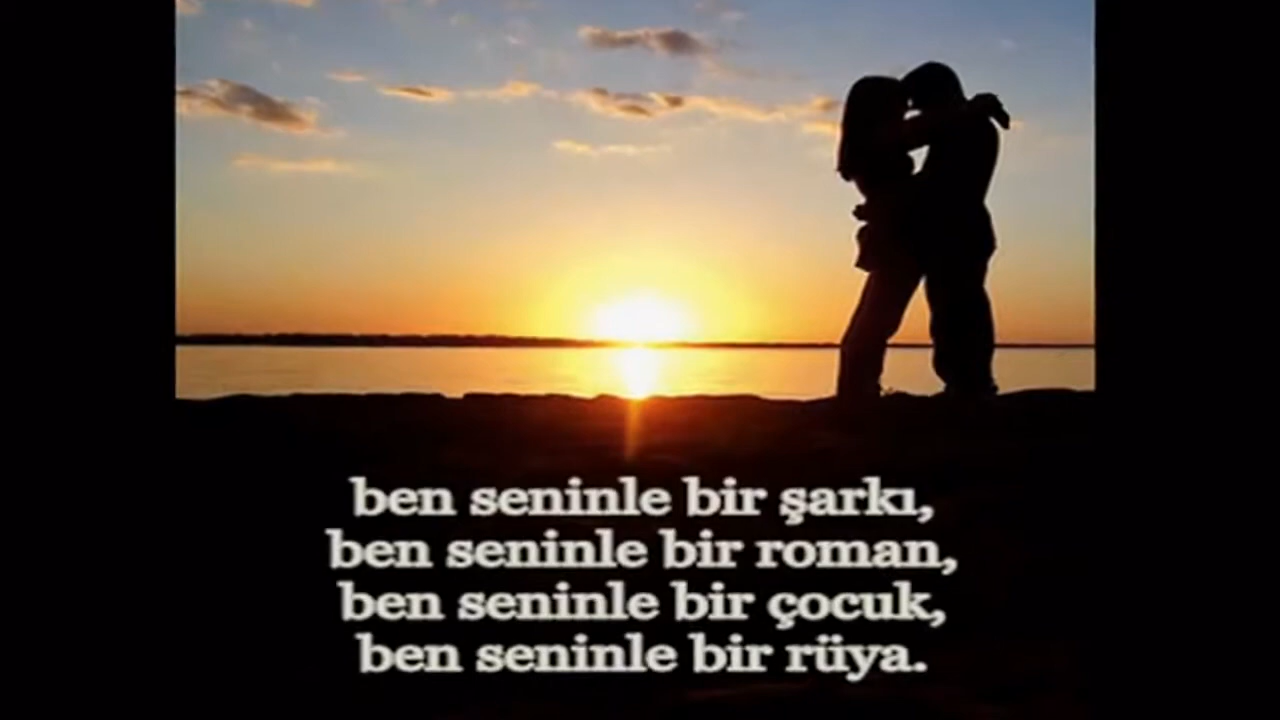 ben seninle bir şarkı,
ben seninle bir roman,
ben seninle bir çocuk,
ben seninle bir rüya.